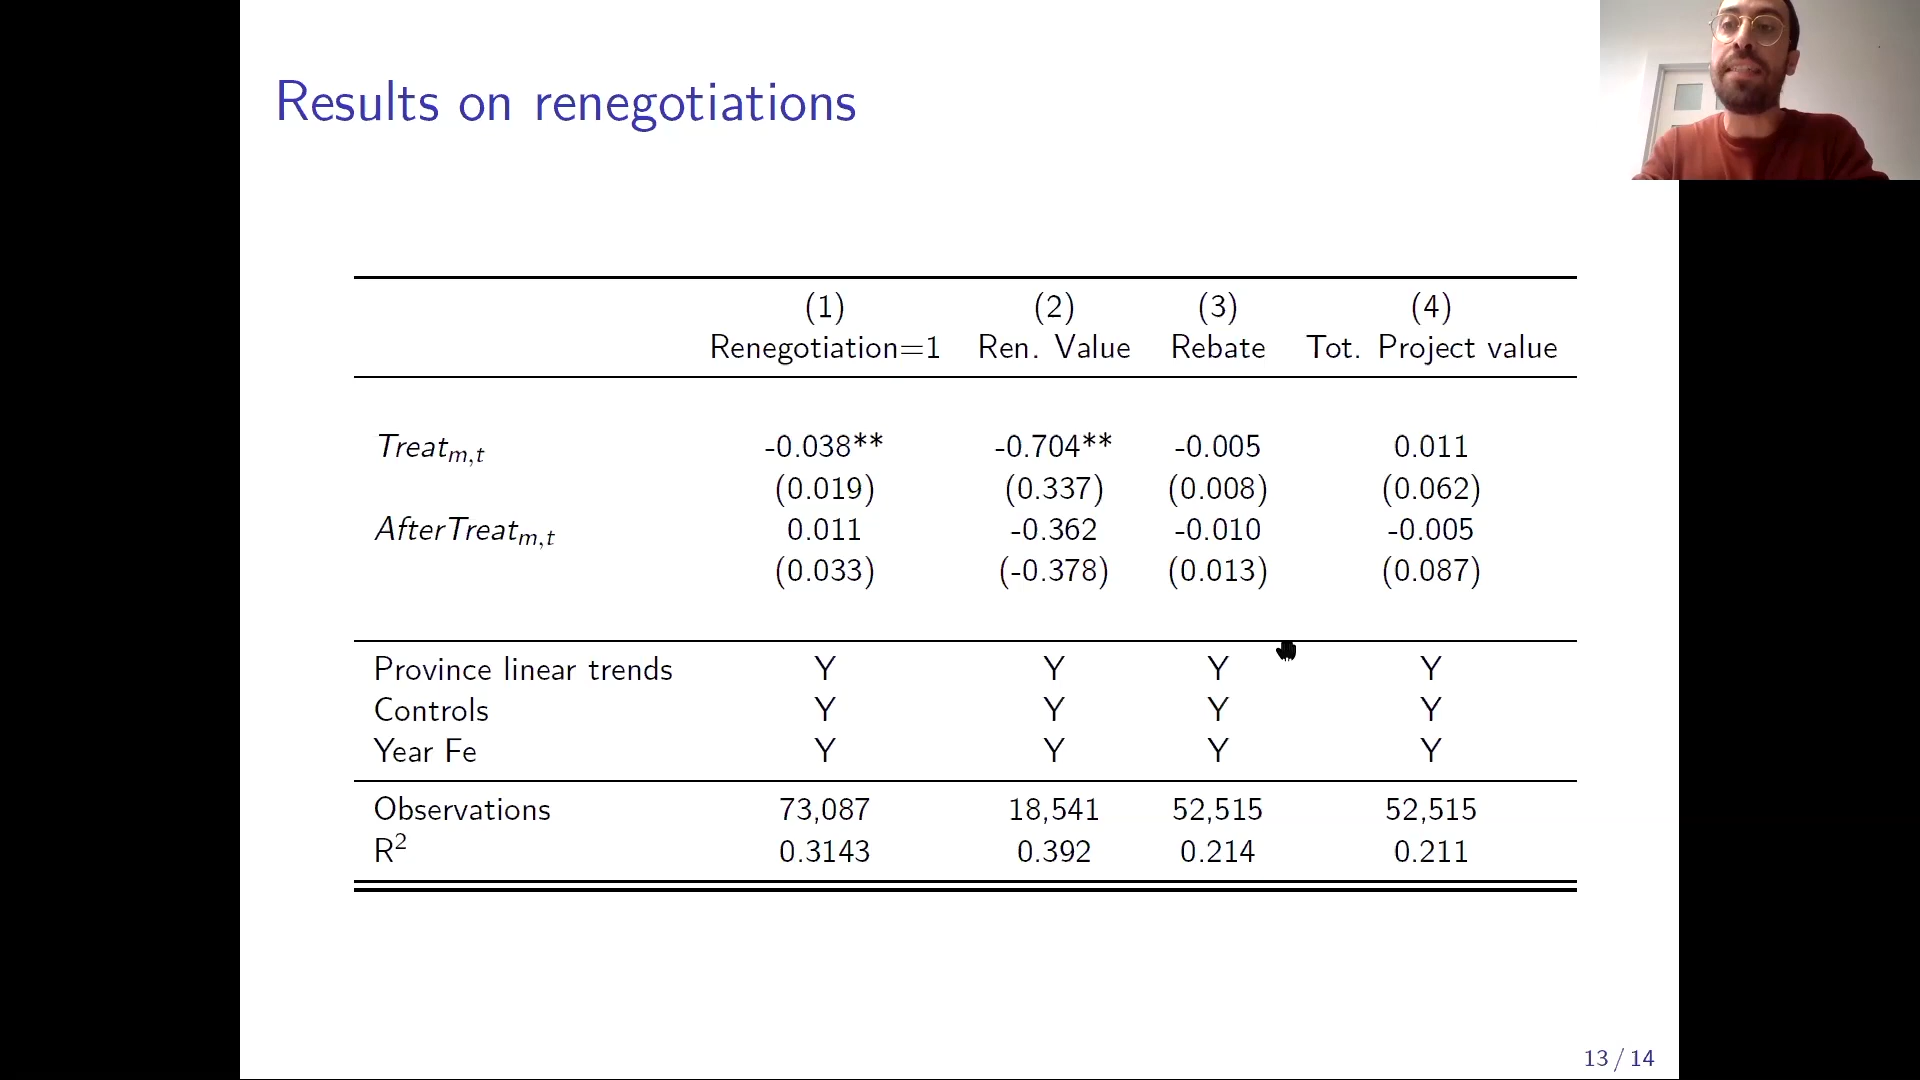 Results on renegotiations
(1) (2) (3) (4)
Renegotiation=1 Ren. Value Rebate Tot. Project value
Treat_{m,t} -0.038** -0.704** -0.005 0.011
(0.019) (0.337) (0.008) (0.062)
AfterTreat_{m,t} 0.011 -0.362 -0.010 -0.005
(0.033) (-0.378) (0.013) (0.087)
Province linear trends Y Y Y Y
Controls Y Y Y Y
Year Fe Y Y Y Y
Observations 73,087 18,541 52,515 52,515
R² 0.3143 0.392 0.214 0.211
13 / 14